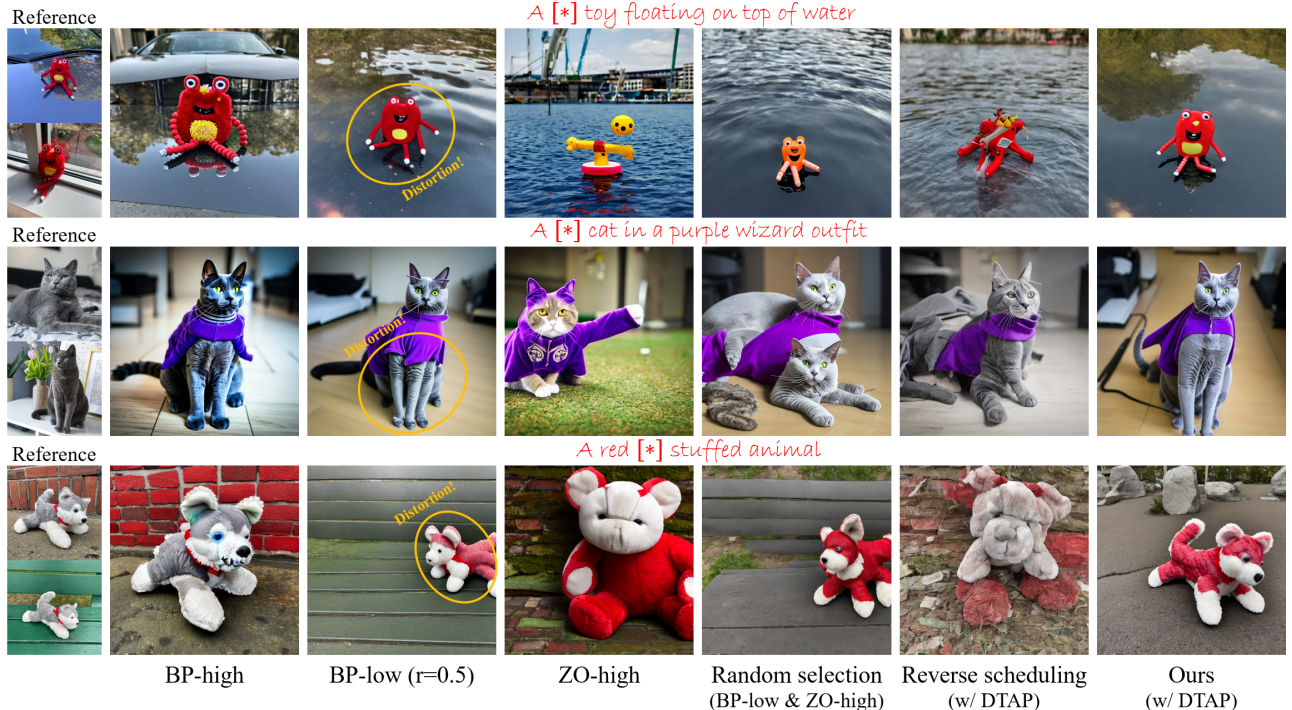 Reference
A [*] toy floating on top of water
Distortion!
Reference
A [*] cat in a purple wizard outfit
Distortion!
Reference
A red [*] stuffed animal
Distortion!
BP-high
BP-low (r=0.5)
ZO-high
Random selection
(BP-low & ZO-high)
Reverse scheduling
(w/ DTAP)
Ours
(w/ DTAP)